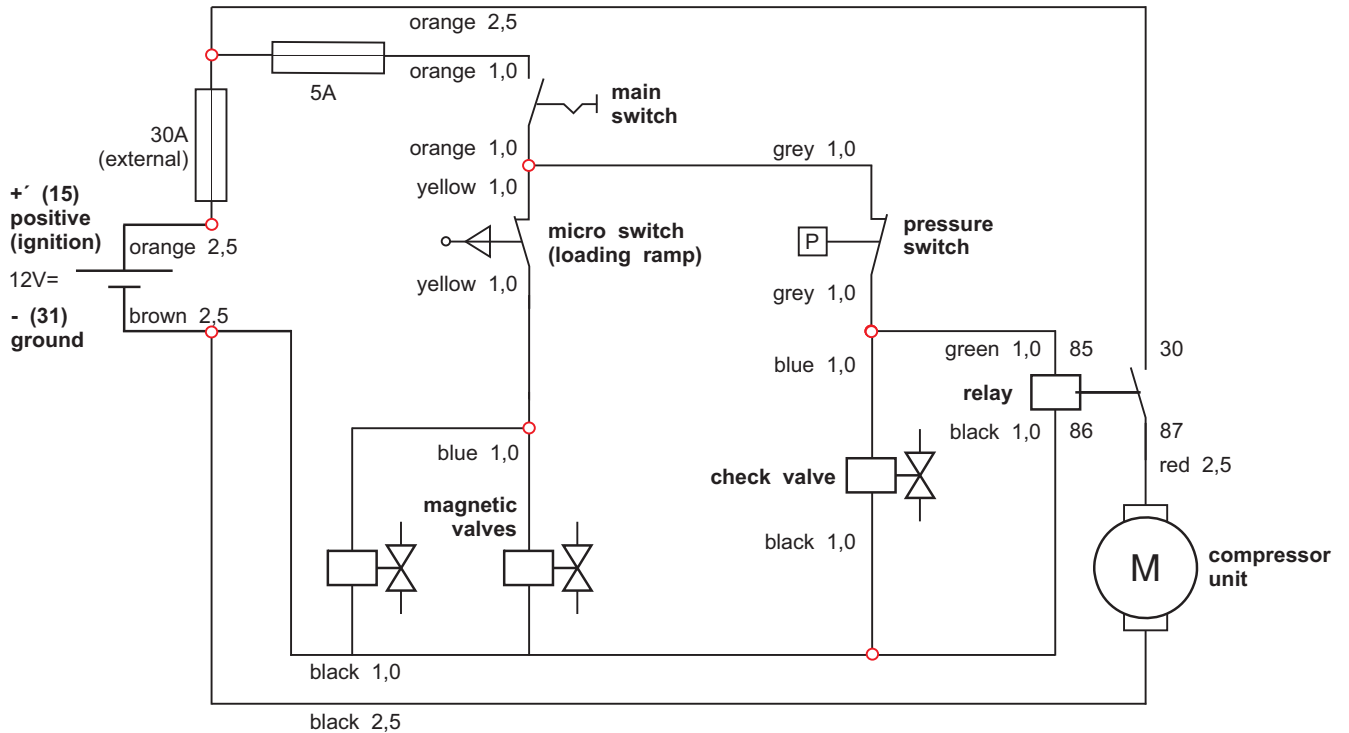 orange 2,5
orange 1,0
5A
main
switch
30A
(external)
orange 1,0
grey 1,0
yellow 1,0
+´ (15)
positive
(ignition)
orange 2,5
micro switch
(loading ramp)
P
pressure
switch
12V=
yellow 1,0
grey 1,0
- (31)
ground
brown 2,5
green 1,0
85
30
blue 1,0
relay
black 1,0
86
87
blue 1,0
red 2,5
check valve
magnetic
valves
black 1,0
M
compressor
unit
black 1,0
black 2,5